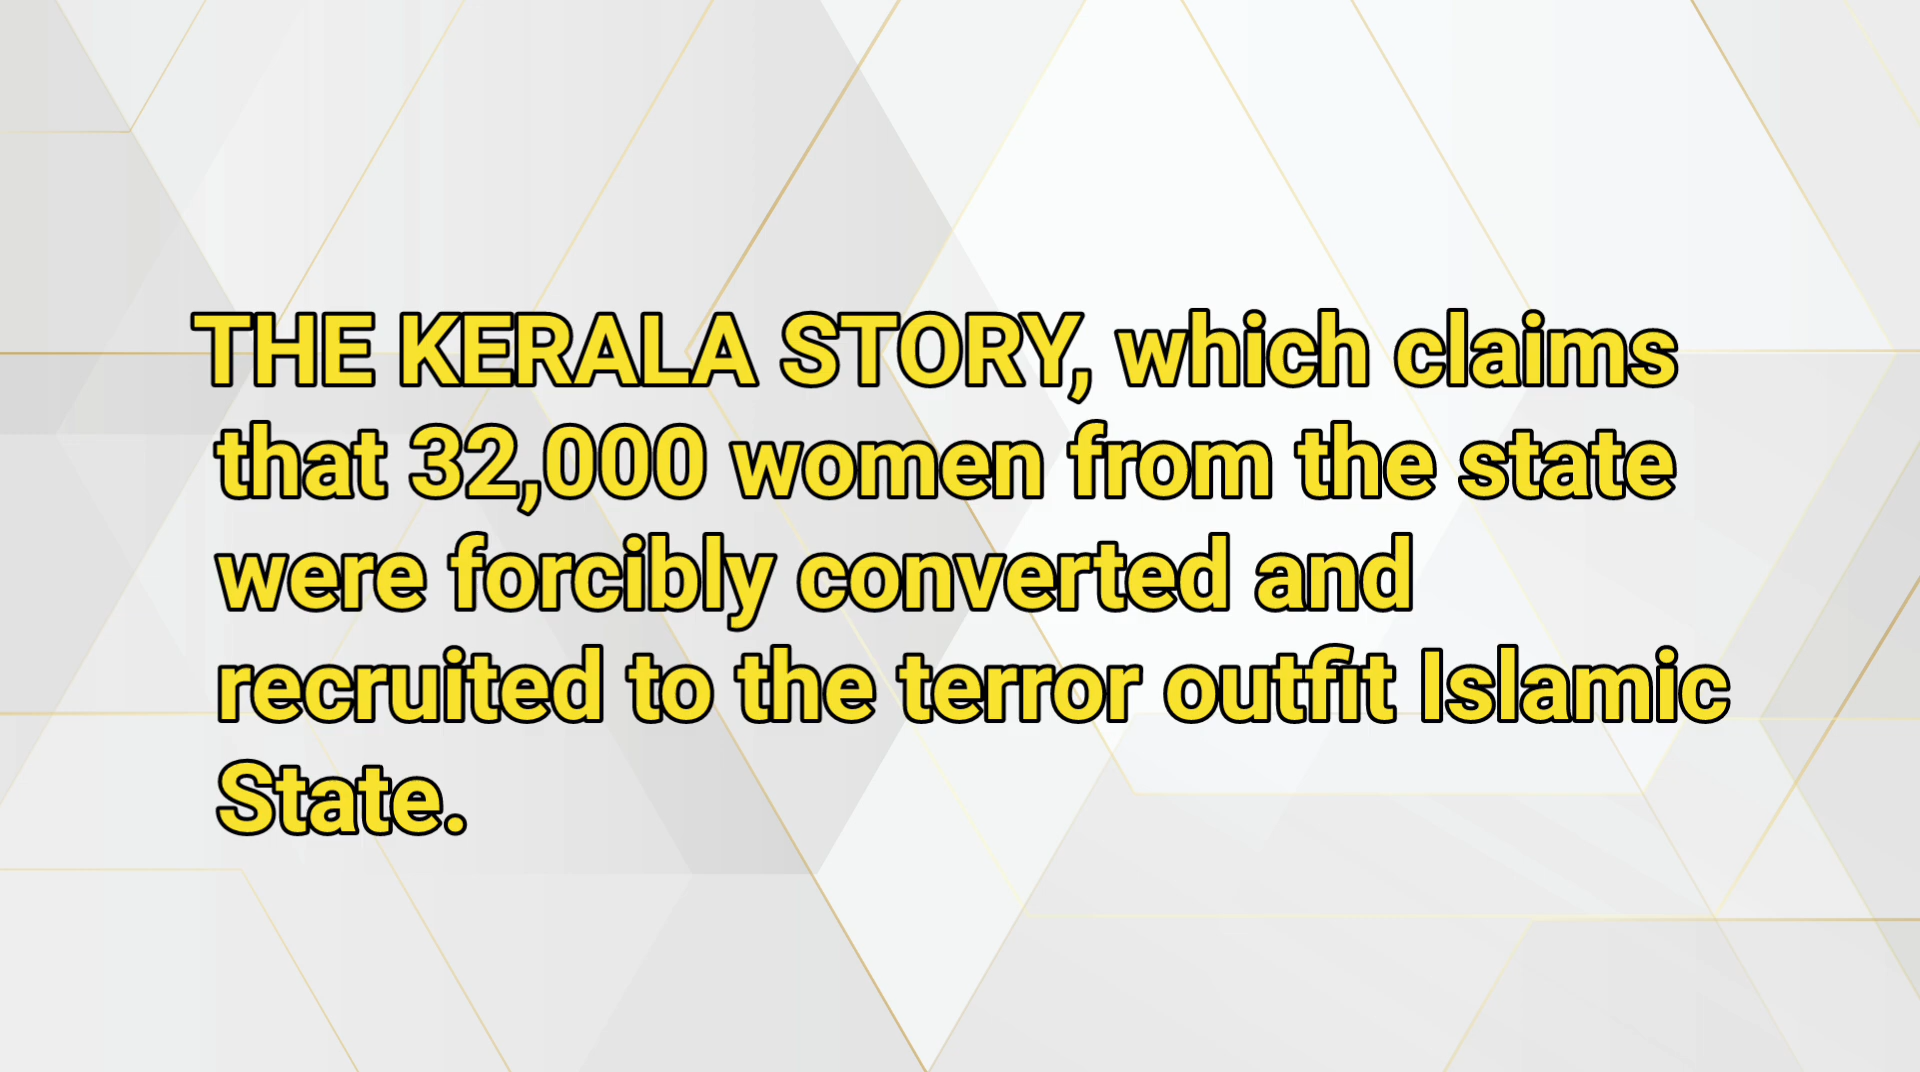 THE KERALA STORY, which claims
that 32,000 women from the state
were forcibly converted and
recruited to the terror outfit Islamic
State.